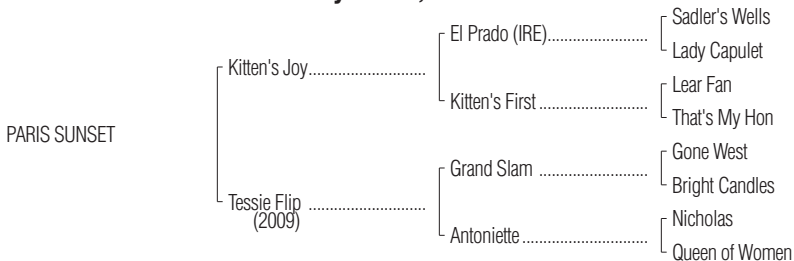 Sadler's Wells
El Prado (IRE)
Lady Capulet
Kitten's Joy
Lear Fan
Kitten's First
That's My Hon
PARIS SUNSET
Gone West
Grand Slam
Bright Candles
Tessie Flip
(2009)
Nicholas
Antoniette
Queen of Women